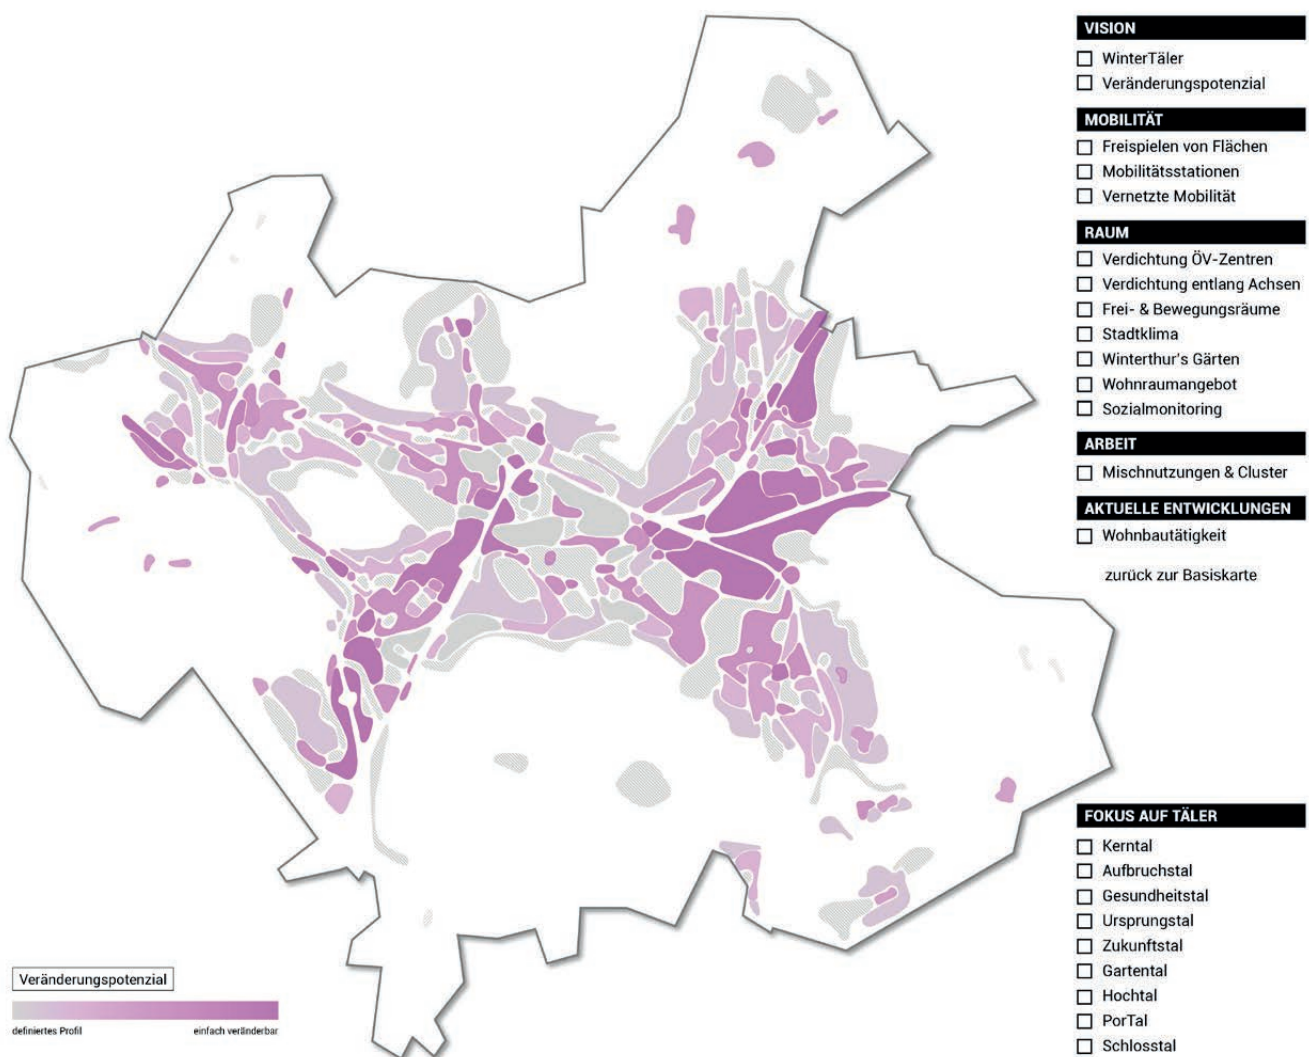 VISION
WinterTäler
Veränderungspotenzial
MOBILITÄT
Freispielen von Flächen
Mobilitätsstationen
Vernetzte Mobilität
RAUM
Verdichtung ÖV-Zentren
Verdichtung entlang Achsen
Frei- & Bewegungsräume
Stadtklima
Winterthur's Gärten
Wohnraumangebot
Sozialmonitoring
ARBEIT
Mischnutzungen & Cluster
AKTUELLE ENTWICKLUNGEN
Wohnbautätigkeit
zurück zur Basiskarte
FOKUS AUF TÄLER
Kerntal
Aufbruchstal
Gesundheitstal
Ursprungstal
Zukunftstal
Gartental
Hochtal
PorTal
Schlosstal
Veränderungspotenzial
definiertes Profil einfach veränderbar